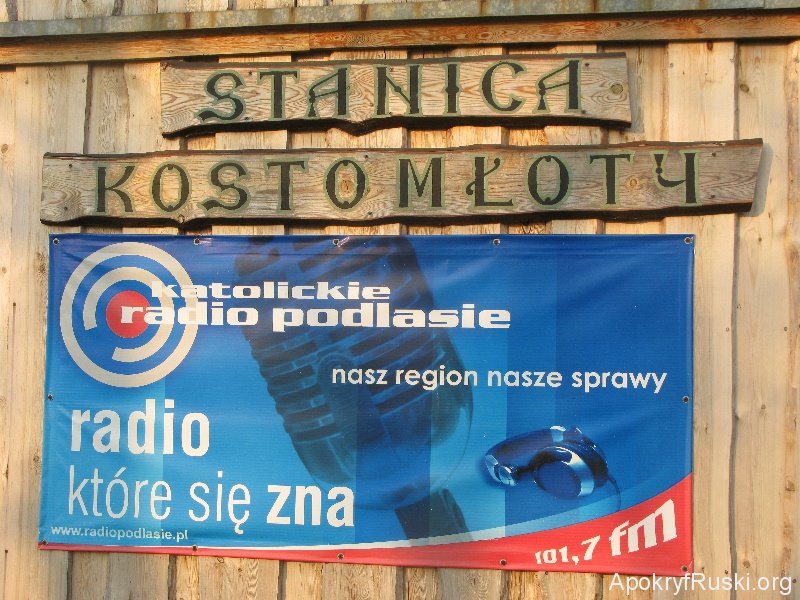 STANICA
KOSTOMŁOTY
katolickie
radio podlasie
nasz region nasze sprawy
radio
które się zna
www.radiopodlasie.pl
101,7 fm
ApokryfRuski.org